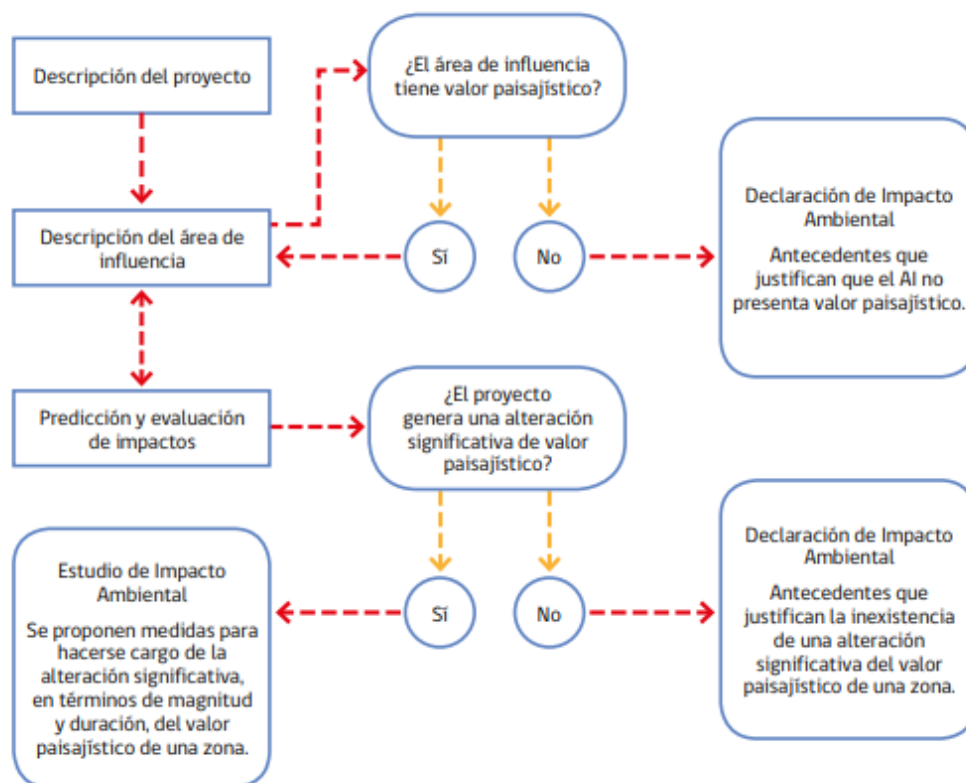 Descripción del proyecto
¿El área de influencia
tiene valor paisajístico?
Descripción del área de
influencia
Sí
No
Declaración de Impacto
Ambiental
Antecedentes que
justifican que el AI no
presenta valor paisajístico.
Predicción y evaluación
de impactos
¿El proyecto
genera una alteración
significativa de valor
paisajístico?
Estudio de Impacto
Ambiental
Se proponen medidas para
hacerse cargo de la
alteración significativa,
en términos de magnitud
y duración, del valor
paisajístico de una zona.
Sí
No
Declaración de Impacto
Ambiental
Antecedentes que
justifican la inexistencia
de una alteración
significativa del valor
paisajístico de una zona.